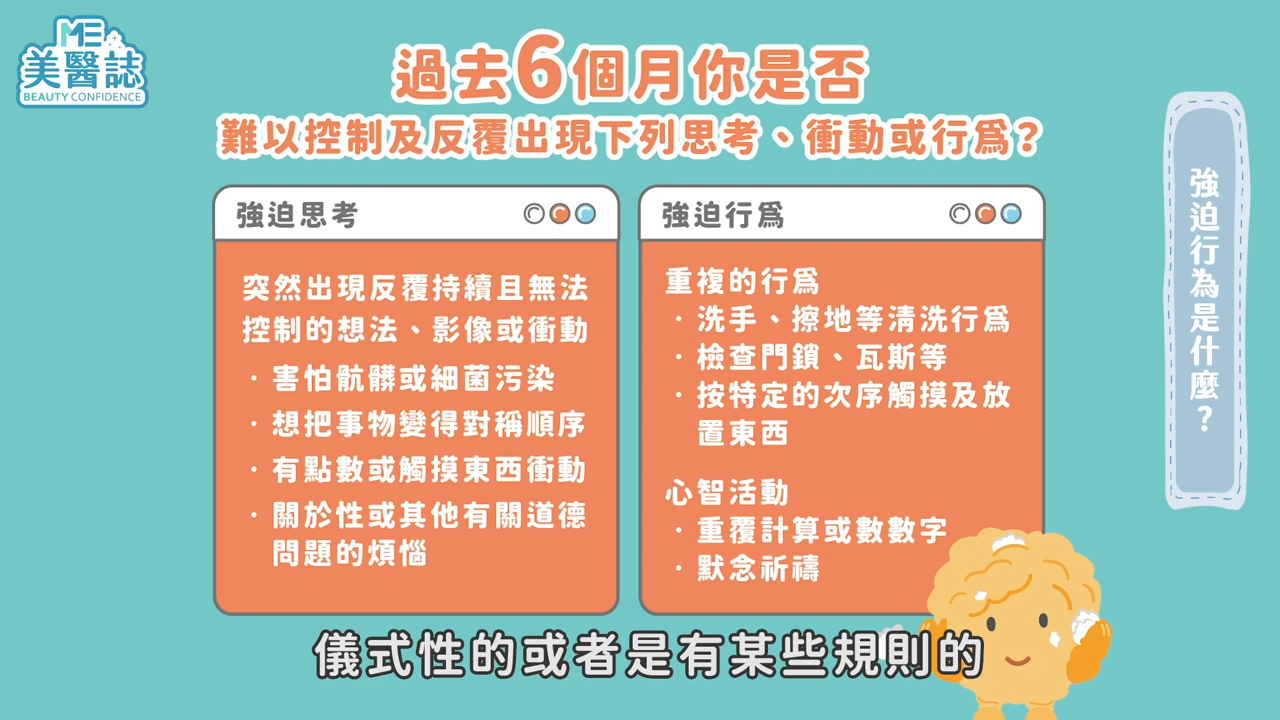 ME
美醫誌
BEAUTY CONFIDENCE
過去6個月你是否
難以控制及反覆出現下列思考、衝動或行為？
強迫思考
突然出現反覆持續且無法
控制的想法、影像或衝動
・害怕骯髒或細菌污染
・想把事物變得對稱順序
・有點數或觸摸東西衝動
・關於性或其他有關道德
問題的煩惱
強迫行為
重複的行為
・洗手、擦地等清洗行為
・檢查門鎖、瓦斯等
・按特定的次序觸摸及放
置東西
心智活動
・重覆計算或數數字
・默念祈禱
強迫行為是什麼？
儀式性的或者是有某些規則的